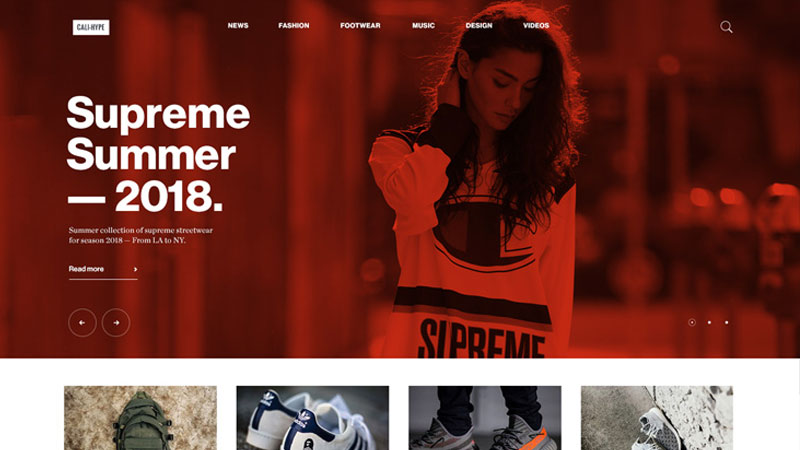 CALI-HYPE
NEWS FASHION FOOTWEAR MUSIC DESIGN VIDEOS
Supreme
Summer
— 2018.
Summer collection of supreme streetwear
for season 2018 — From LA to NY.
Read more
SUPREME